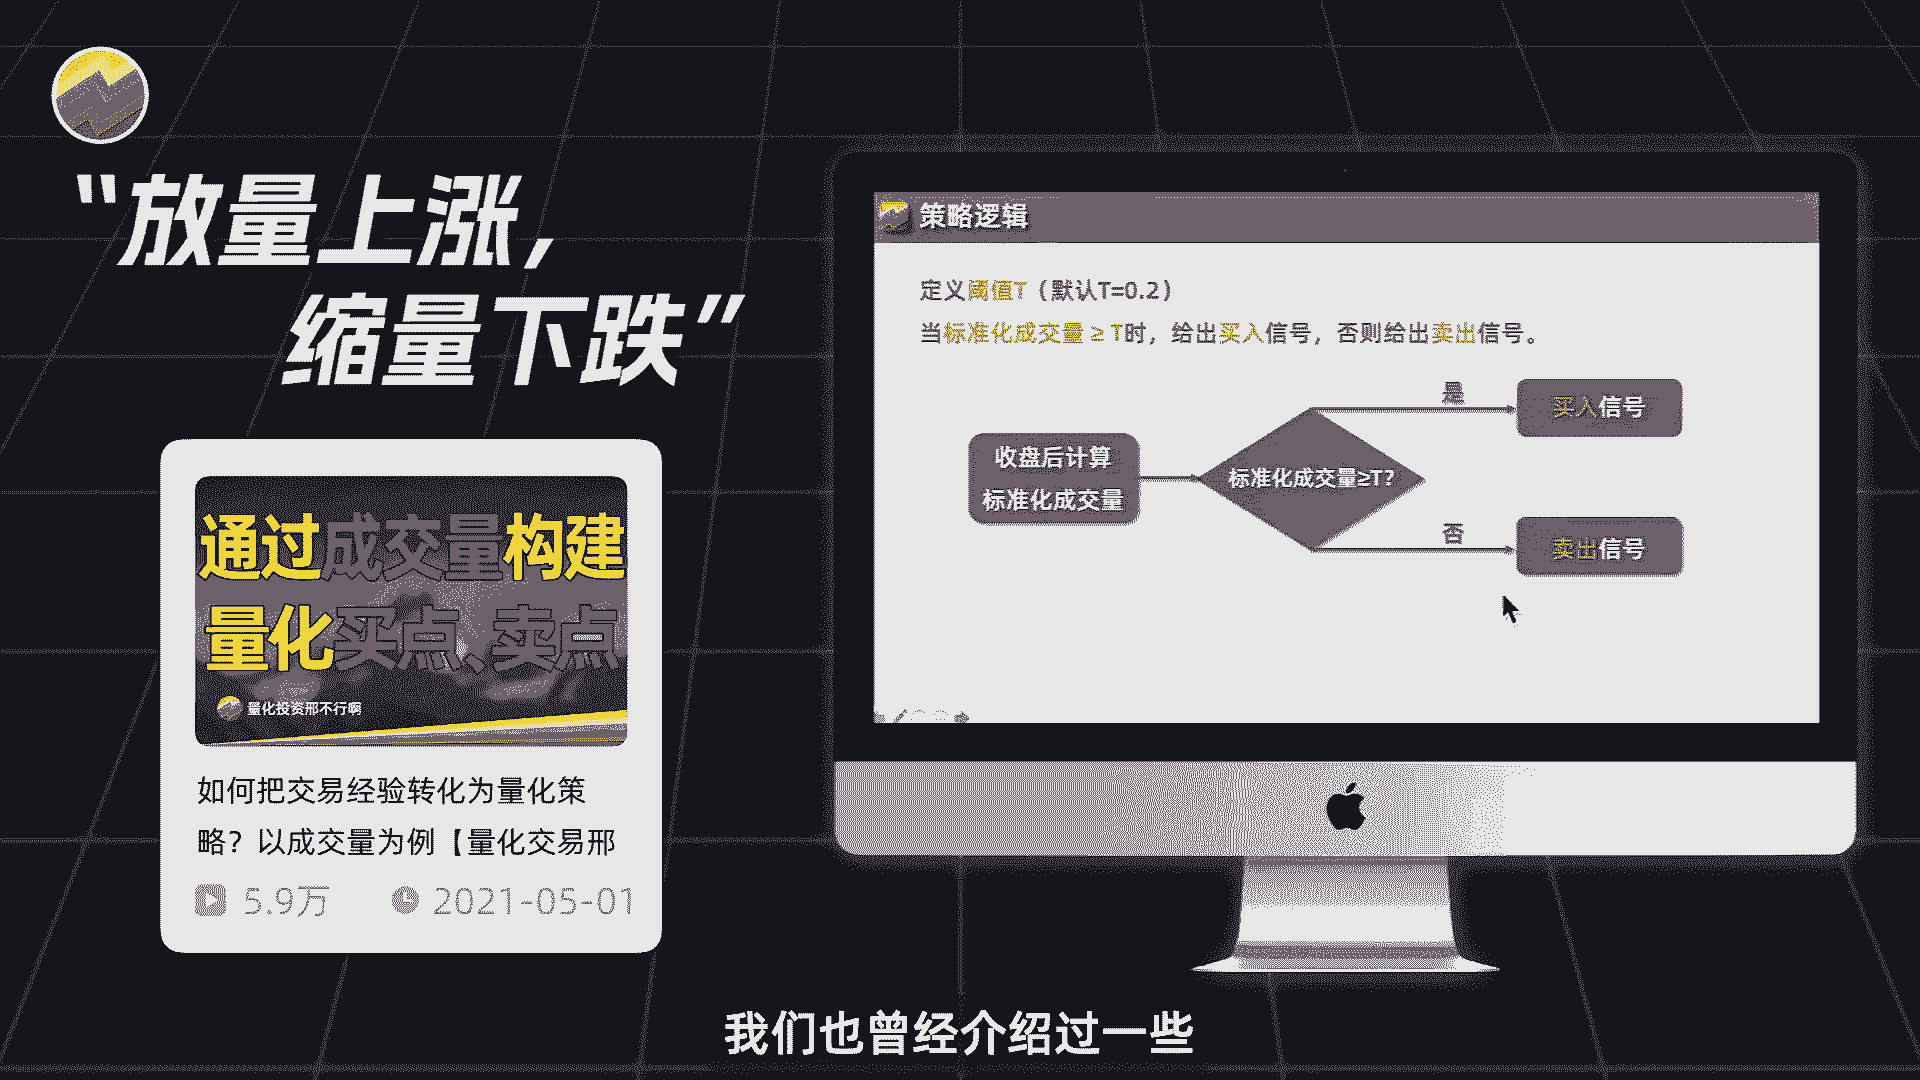 “放量上涨，
缩量下跌”
通过成交量构建
量化买点、卖点
量化投资邢不行啊
如何把交易经验转化为量化策
略？以成交量为例【量化交易邢
5.9万 2021-05-01
策略逻辑
定义阈值T（默认T=0.2）
当标准化成交量 ≥ T时，给出买入信号，否则给出卖出信号。
收盘后计算
标准化成交量
标准化成交量≥T?
是
买入信号
否
卖出信号
我们也曾经介绍过一些